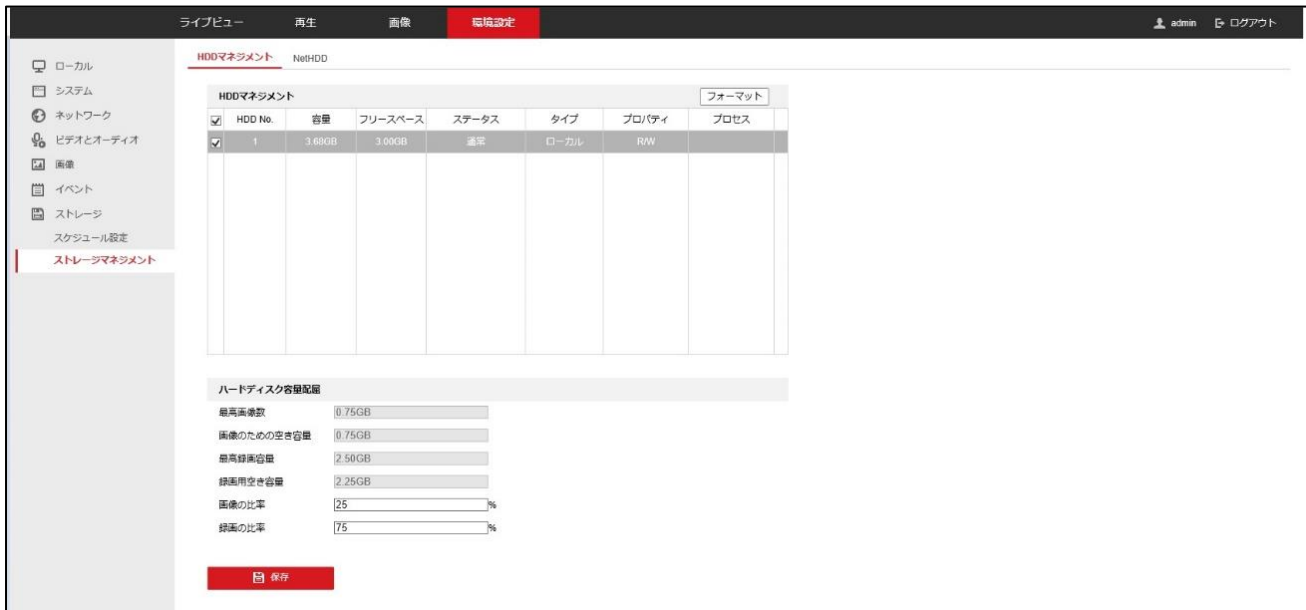 ライブビュー 再生 画像 環境設定 admin ログアウト
HDDマネジメント NetHDD
ローカル
システム
ネットワーク
ビデオとオーディオ
画像
イベント
ストレージ
スケジュール設定
ストレージマネジメント
HDDマネジメント フォーマット
HDD No. 容量 フリースペース ステータス タイプ プロパティ プロセス
1 3.68GB 3.00GB 通常 ローカル R/W
ハードディスク容量配屈
最高画像数 0.75GB
画像のための空き容量 0.75GB
最高録画容量 2.50GB
録画用空き容量 2.25GB
画像の比率 25 %
録画の比率 75 %
保存